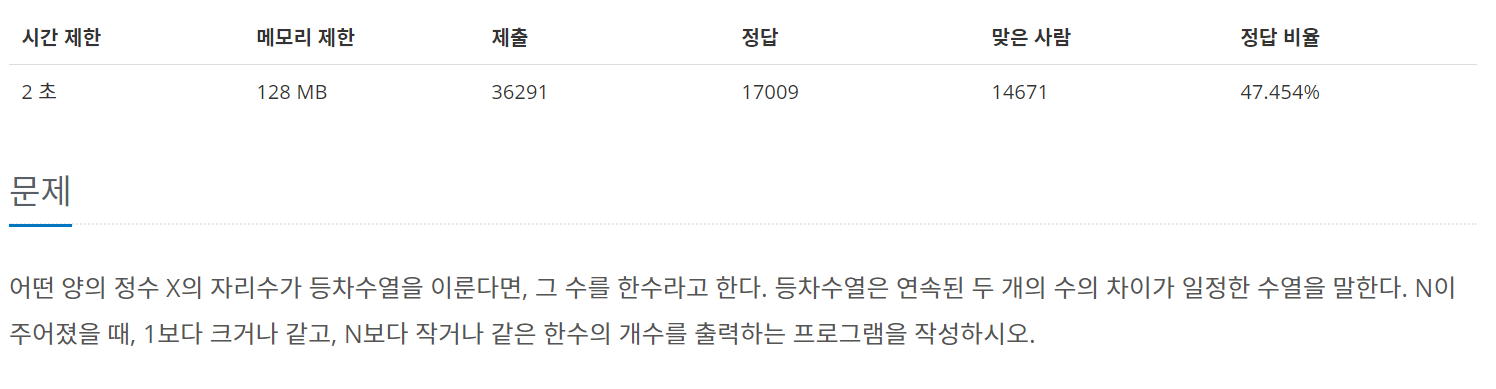 시간 제한 메모리 제한 제출 정답 맞은 사람 정답 비율
2 초 128 MB 36291 17009 14671 47.454%
문제
어떤 양의 정수 X의 자리수가 등차수열을 이룬다면, 그 수를 한수라고 한다. 등차수열은 연속된 두 개의 수의 차이가 일정한 수열을 말한다. N이
주어졌을 때, 1보다 크거나 같고, N보다 작거나 같은 한수의 개수를 출력하는 프로그램을 작성하시오.